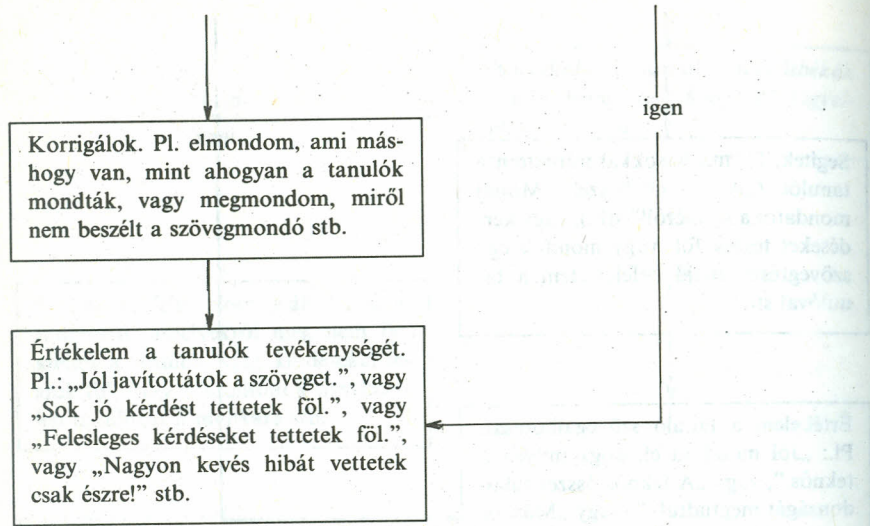 igen
Korrigálok. Pl. elmondom, ami más-
hogy van, mint ahogyan a tanulók
mondták, vagy megmondom, miről
nem beszélt a szövegmondó stb.
Értékelem a tanulók tevékenységét.
Pl.: „Jól javítottátok a szöveget.”, vagy
„Sok jó kérdést tettetek föl.”, vagy
„Felesleges kérdéseket tettetek föl.”,
vagy „Nagyon kevés hibát vettetek
csak észre!” stb.